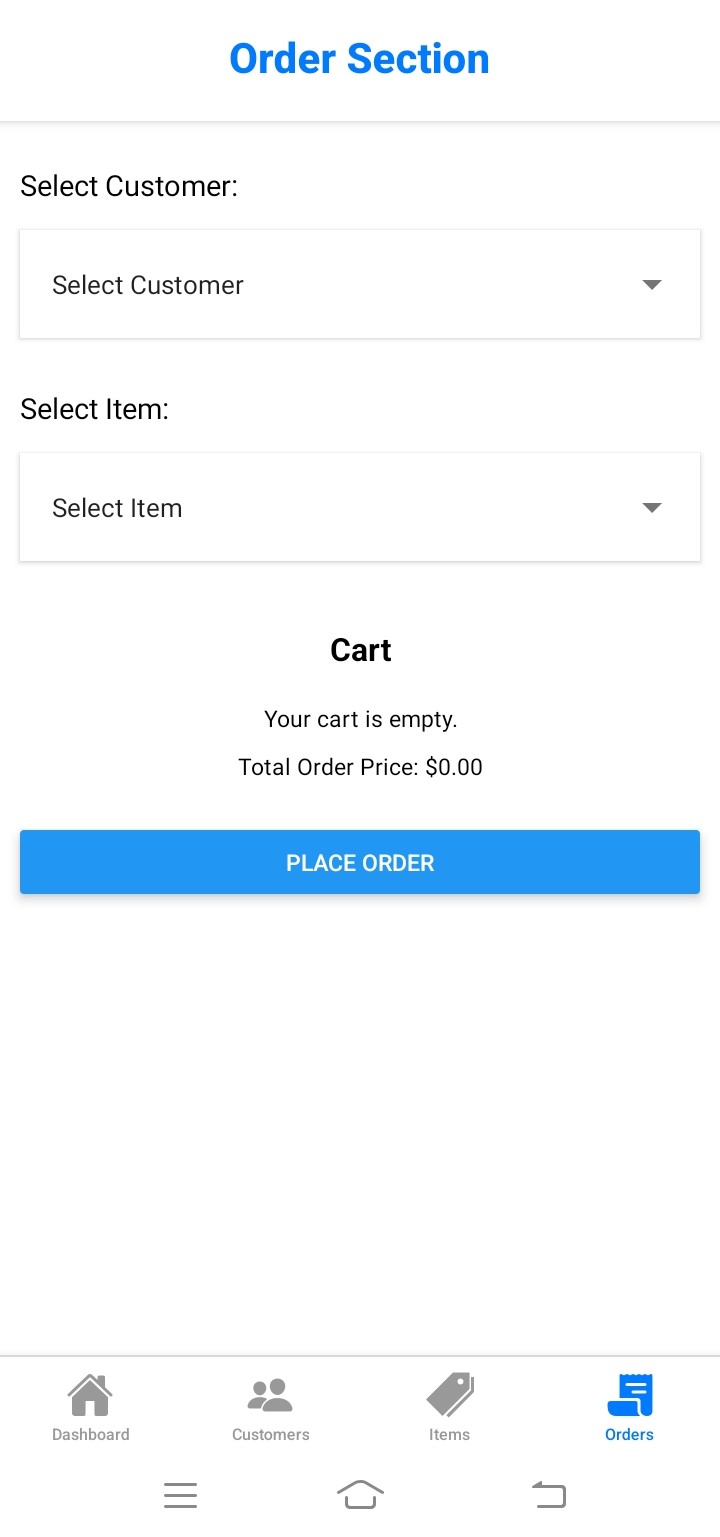 Order Section
Select Customer:
Select Customer
Select Item:
Select Item
Cart
Your cart is empty.
Total Order Price: $0.00
PLACE ORDER
Dashboard
Customers
Items
Orders